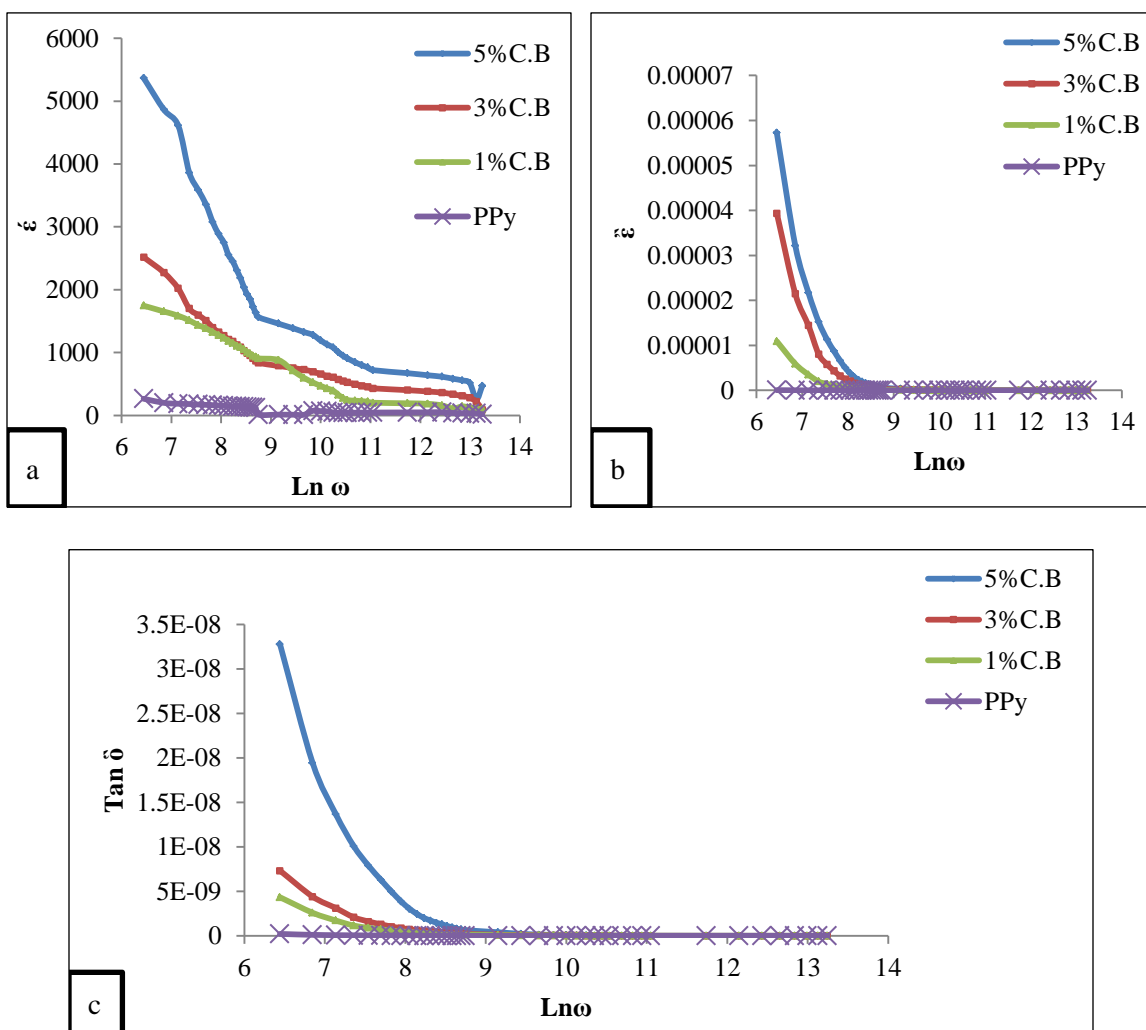 6000
5000
4000
3000
2000
1000
0
έ
6 7 8 9 10 11 12 13 14
Ln ω
5%C.B
3%C.B
1%C.B
PPy
a
0.00007
0.00006
0.00005
0.00004
0.00003
0.00002
0.00001
0
ε̏
6 7 8 9 10 11 12 13 14
Lnω
5%C.B
3%C.B
1%C.B
PPy
b
3.5E-08
3E-08
2.5E-08
2E-08
1.5E-08
1E-08
5E-09
0
Tan δ
6 7 8 9 10 11 12 13 14
Lnω
5%C.B
3%C.B
1%C.B
PPy
c